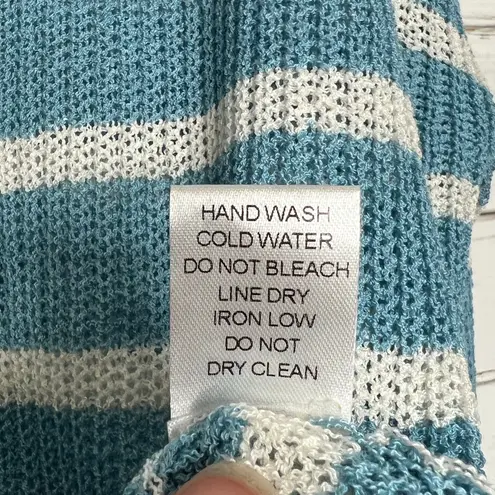 HAND WASH
COLD WATER
DO NOT BLEACH
LINE DRY
IRON LOW
DO NOT
DRY CLEAN